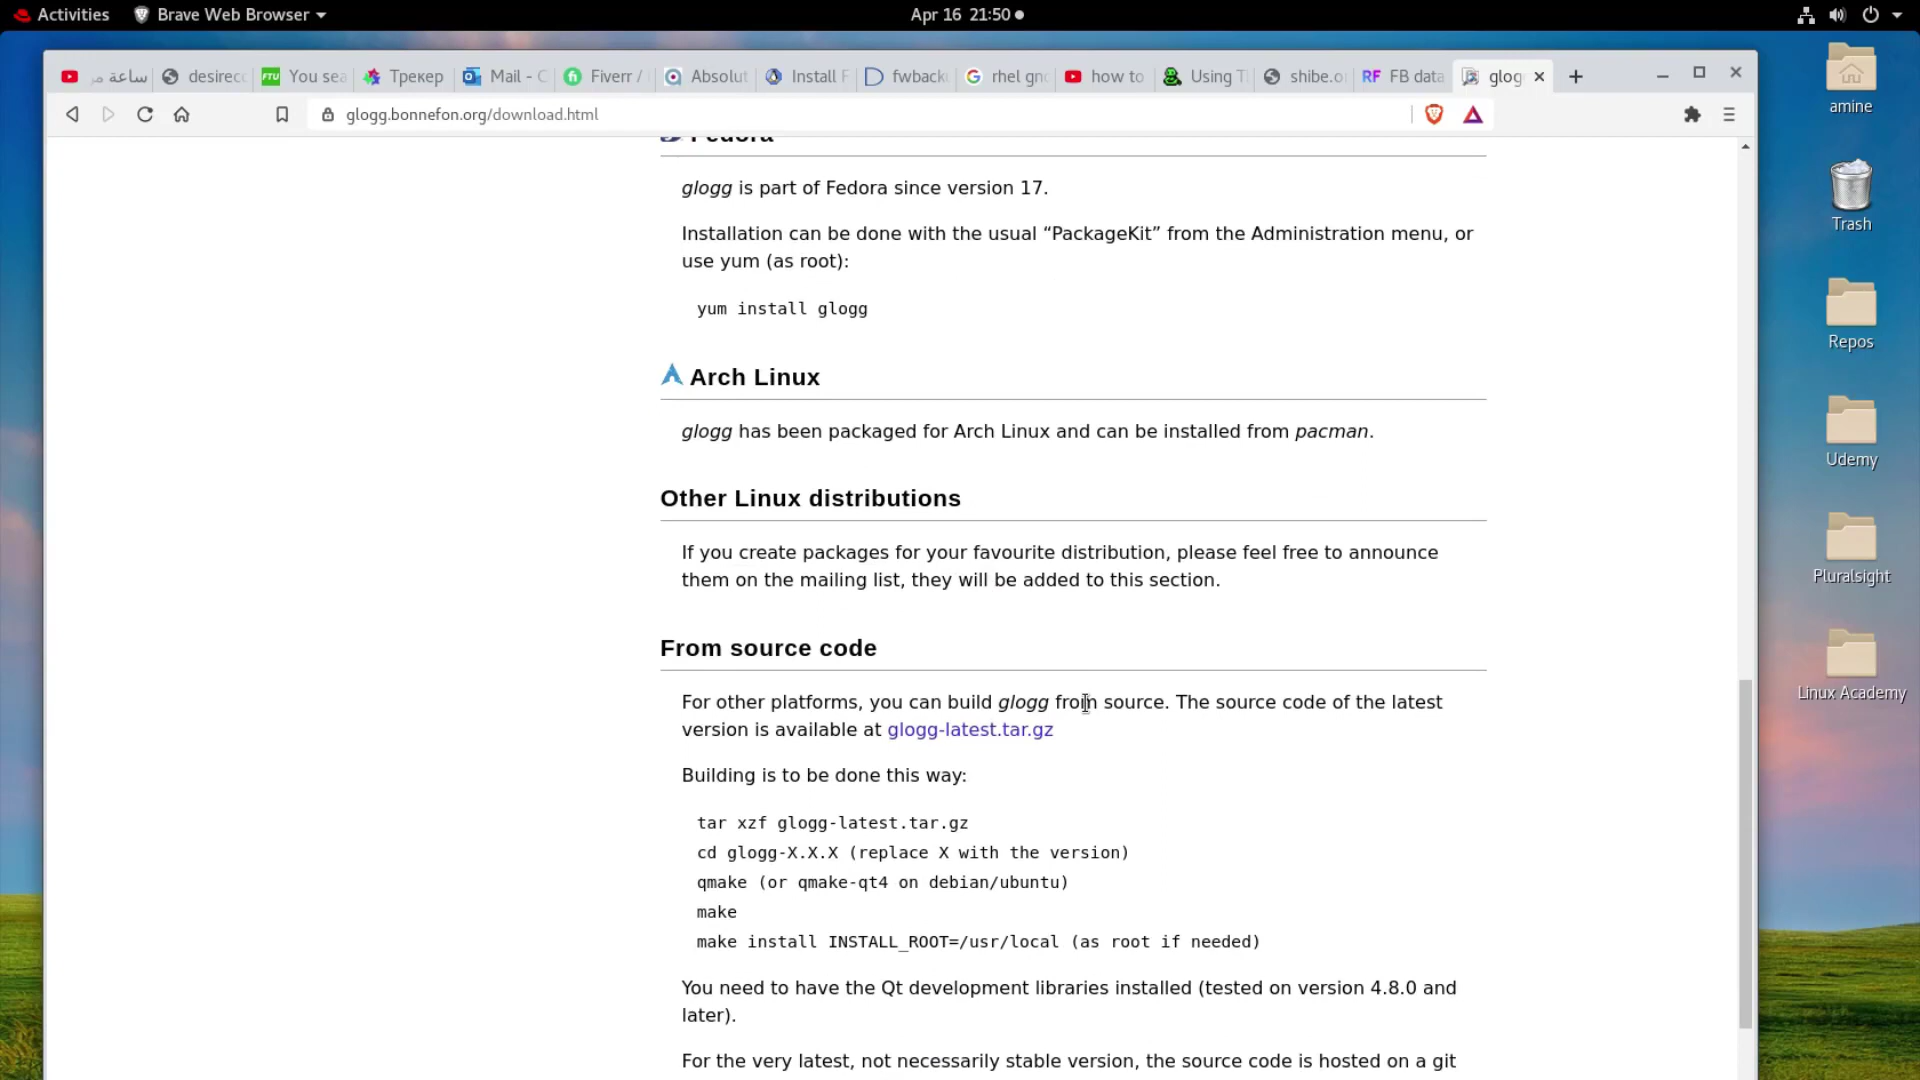 Activities
Brave Web Browser
Apr 16 21:50
ساعة مر
desirec
FTU You sea
Трекер
Mail - C
Fiverr /
Absolut
Install F
fwback
rhel gn
how to
Using T
shibe.o
RF FB data
glog
glogg.bonnefon.org/download.html
Fedora
glogg is part of Fedora since version 17.
Installation can be done with the usual “PackageKit” from the Administration menu, or
use yum (as root):
yum install glogg
Arch Linux
glogg has been packaged for Arch Linux and can be installed from pacman.
Other Linux distributions
If you create packages for your favourite distribution, please feel free to announce
them on the mailing list, they will be added to this section.
From source code
For other platforms, you can build glogg from source. The source code of the latest
version is available at glogg-latest.tar.gz
Building is to be done this way:
tar xzf glogg-latest.tar.gz
cd glogg-X.X.X (replace X with the version)
qmake (or qmake-qt4 on debian/ubuntu)
make
make install INSTALL_ROOT=/usr/local (as root if needed)
You need to have the Qt development libraries installed (tested on version 4.8.0 and
later).
For the very latest, not necessarily stable version, the source code is hosted on a git
amine
Trash
Repos
Udemy
Pluralsight
Linux Academy